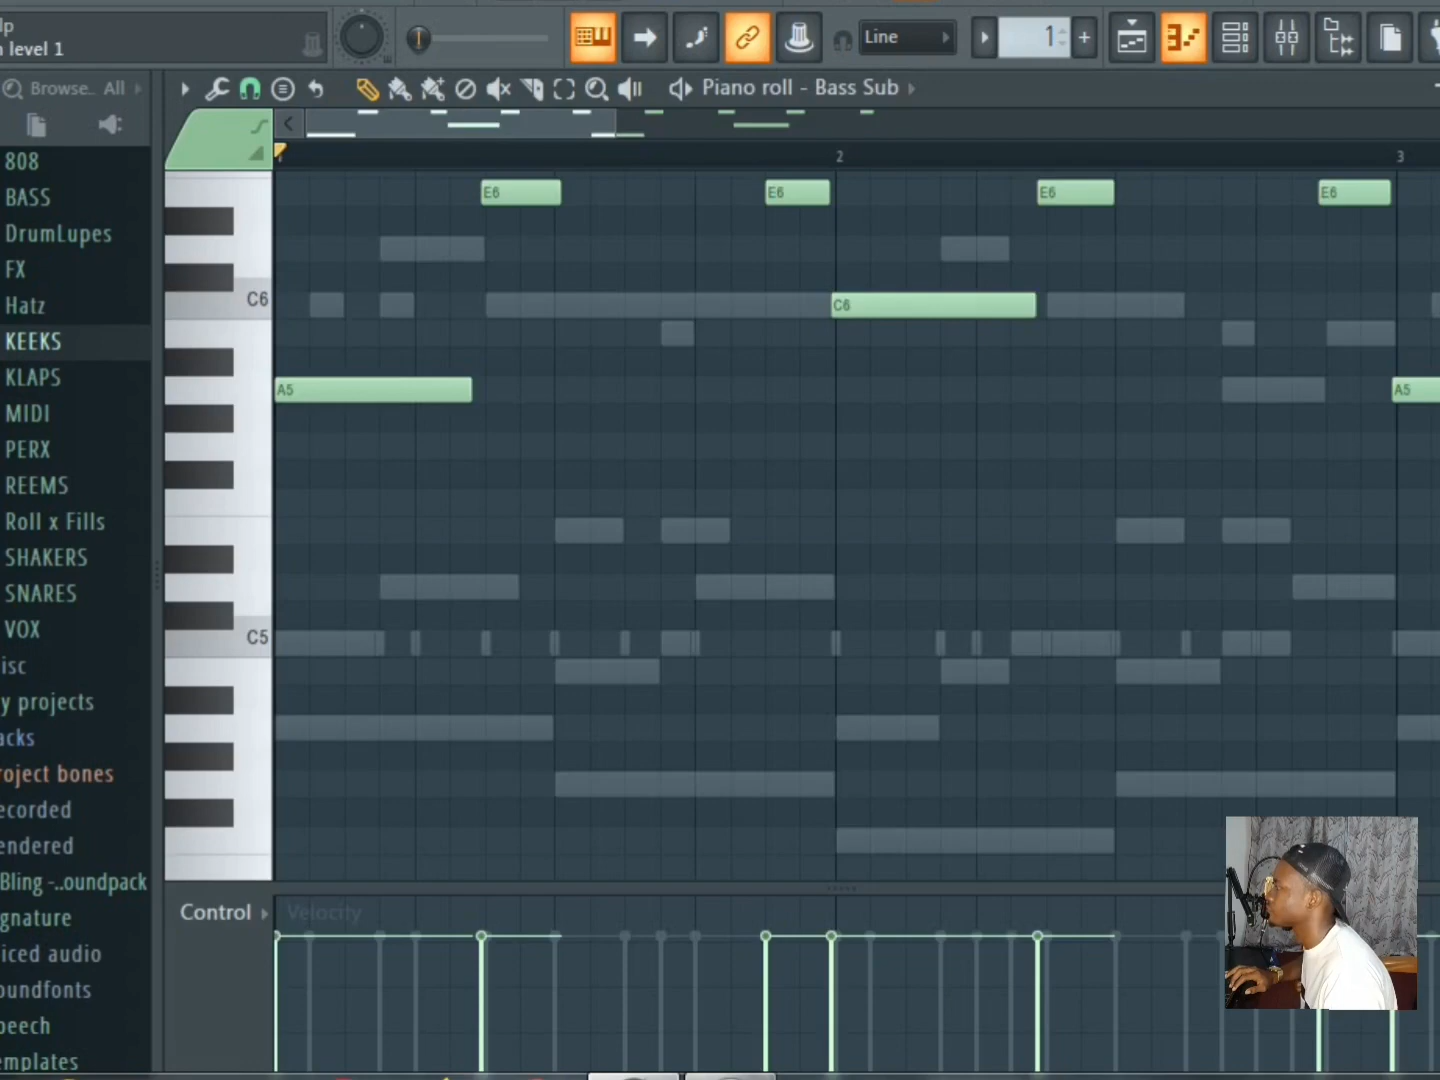 lp
level 1
Line
1
+
Browse.. All
Piano roll - Bass Sub
2
3
808
BASS
DrumLupes
FX
Hatz
KEEKS
KLAPS
MIDI
PERX
REEMS
Roll x Fills
SHAKERS
SNARES
VOX
isc
y projects
acks
roject bones
ecorded
endered
Bling -..oundpack
gnature
iced audio
oundfonts
peech
emplates
E6
E6
E6
E6
C6
C6
A5
A5
C5
Control
Velocity